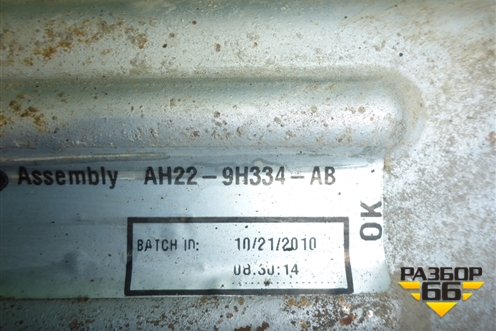 Assembly AH22-9H334-AB
OK
BATCH ID: 10/21/2010
08:30:14
РАЗБОР
66